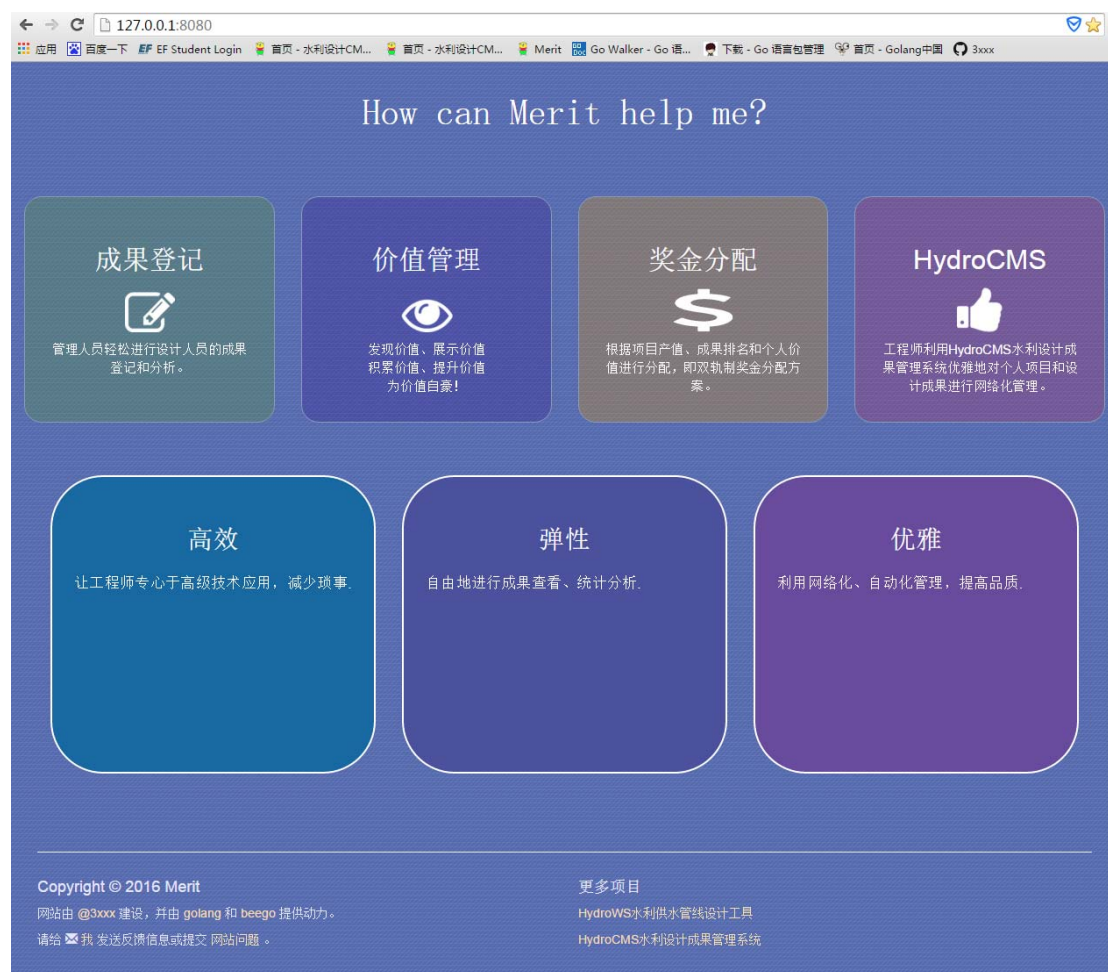 127.0.0.1:8080
应用 百度一下 EF EF Student Login 首页 - 水利设计CM... 首页 - 水利设计CM... Merit Go Walker - Go 语... 下载 - Go 语言包管理 首页 - Golang中国 3xxx
How can Merit help me?
成果登记
管理人员轻松进行设计人员的成果
登记和分析。
价值管理
发现价值、展示价值
积累价值、提升价值
为价值自豪!
奖金分配
根据项目产值、成果排名和个人价
值进行分配，即双轨制奖金分配方
案。
HydroCMS
工程师利用HydroCMS水利设计成
果管理系统优雅地对个人项目和设
计成果进行网络化管理。
高效
让工程师专心于高级技术应用，减少琐事.
弹性
自由地进行成果查看、统计分析.
优雅
利用网络化、自动化管理，提高品质.
Copyright © 2016 Merit
网站由 @3xxx 建设，并由 golang 和 beego 提供动力。
请给 我 发送反馈信息或提交 网站问题 。
更多项目
HydroWS水利供水管线设计工具
HydroCMS水利设计成果管理系统